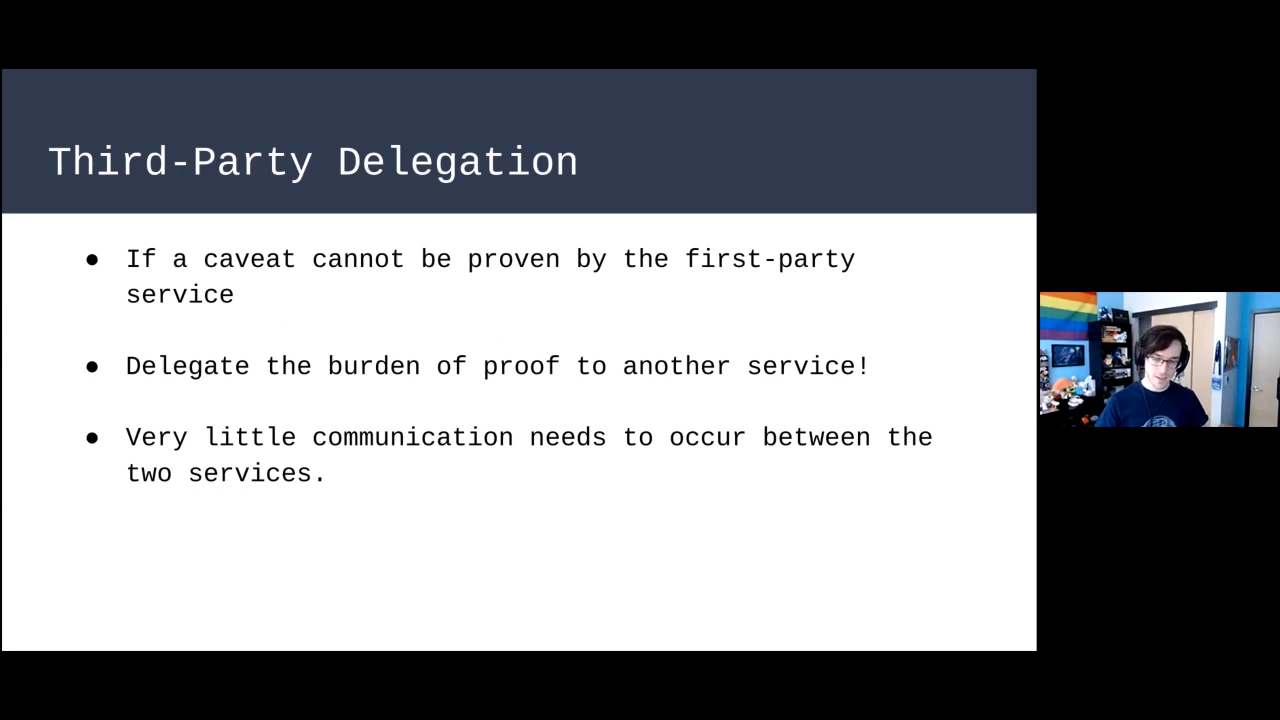 Third-Party Delegation
● If a caveat cannot be proven by the first-party
service
● Delegate the burden of proof to another service!
● Very little communication needs to occur between the
two services.